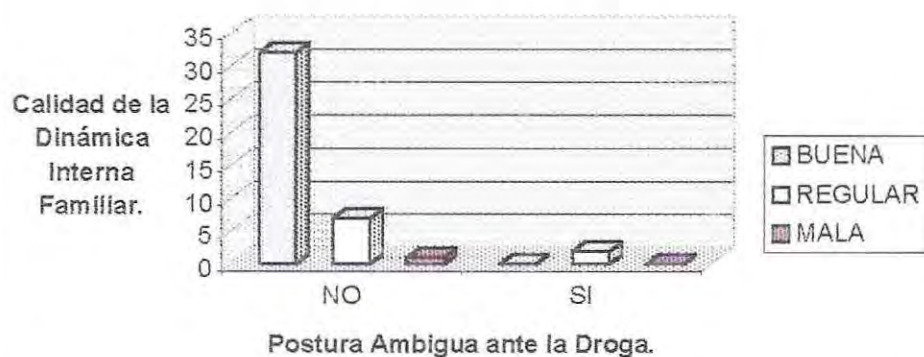 35
30
25
20
15
10
5
0
Calidad de la
Dinámica
Interna
Familiar.
NO
SI
Postura Ambigua ante la Droga.
BUENA
REGULAR
MALA